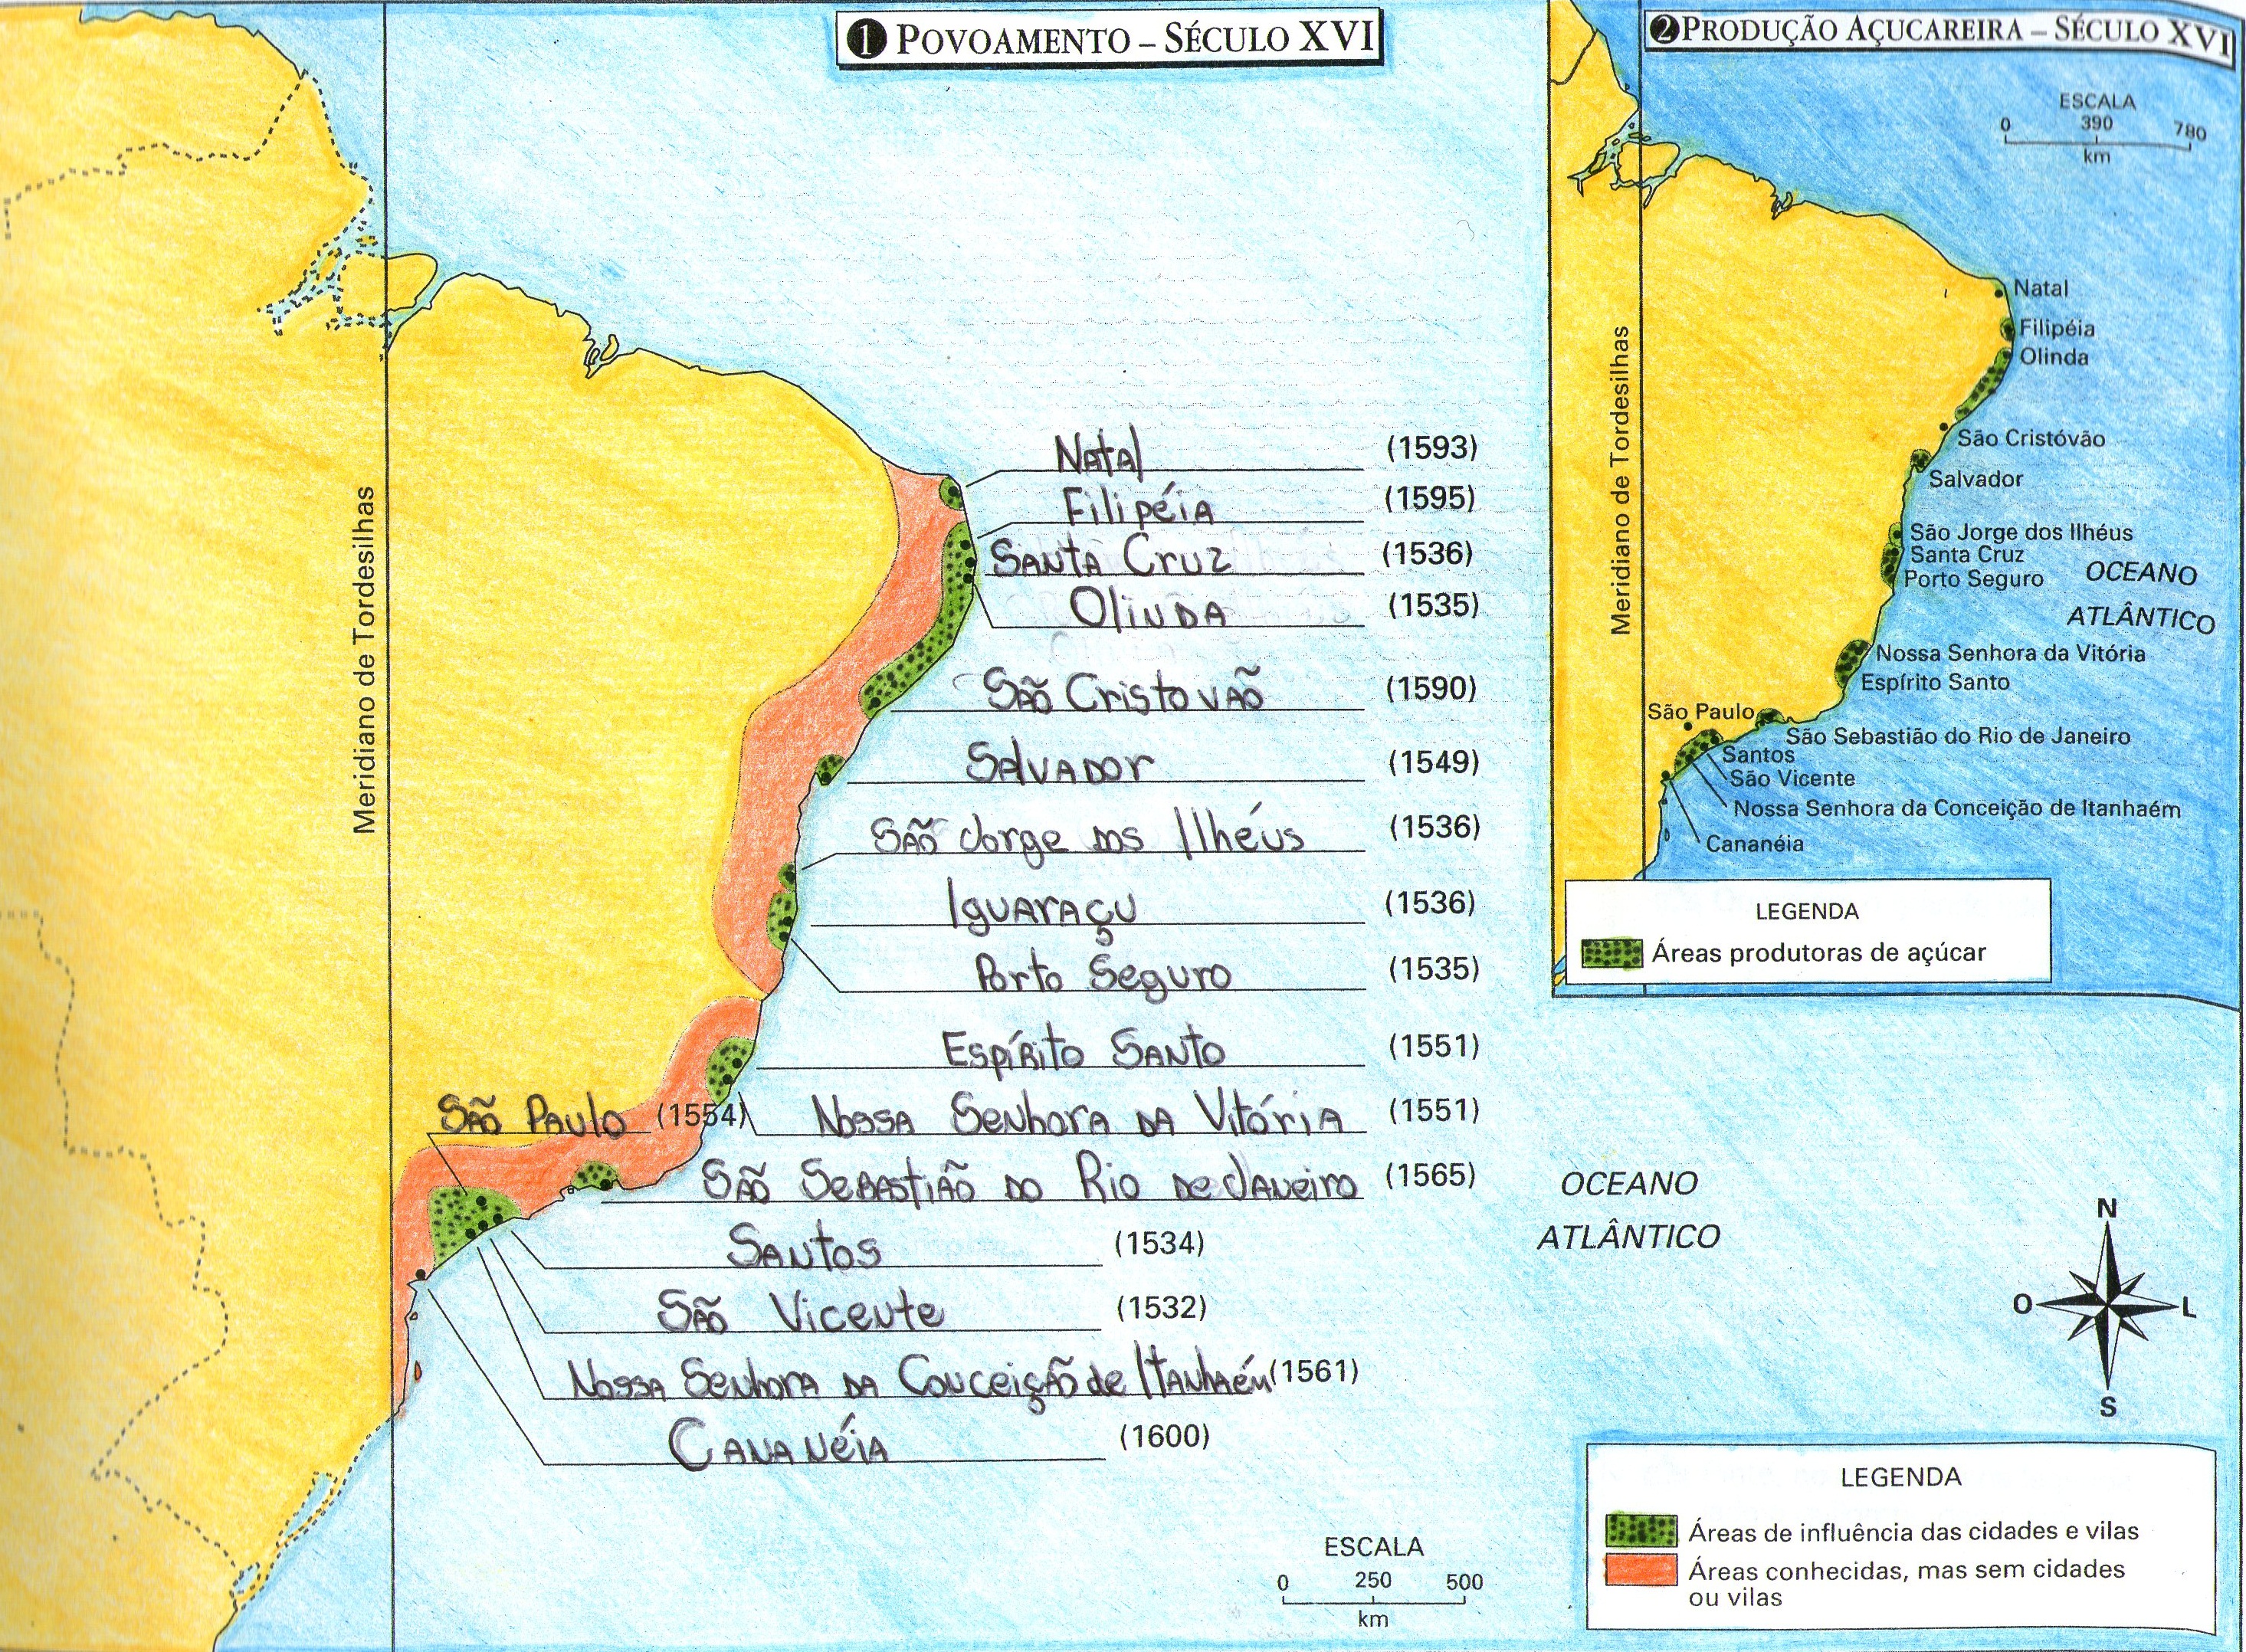 ❶ POVOAMENTO – SÉCULO XVI
Meridiano de Tordesilhas
Natal (1593)
Filipéia (1595)
Santa Cruz (1536)
Olinda (1535)
São Cristovão (1590)
Salvador (1549)
São Jorge dos Ilhéus (1536)
Iguaraçu (1536)
Porto Seguro (1535)
Espírito Santo (1551)
São Paulo (1554)
Nossa Senhora da Vitória (1551)
São Sebastião do Rio de Janeiro (1565)
Santos (1534)
São Vicente (1532)
Nossa Senhora da Conceição de Itanhaém (1561)
Cananéia (1600)
OCEANO
ATLÂNTICO
N
O
L
S
ESCALA
0 250 500
km
LEGENDA
Áreas de influência das cidades e vilas
Áreas conhecidas, mas sem cidades
ou vilas
❷ PRODUÇÃO AÇUCAREIRA – SÉCULO XVI
ESCALA
0 390 780
km
Meridiano de Tordesilhas
Natal
Filipéia
Olinda
São Cristóvão
Salvador
São Jorge dos Ilhéus
Santa Cruz
Porto Seguro
OCEANO
ATLÂNTICO
Nossa Senhora da Vitória
Espírito Santo
São Paulo
São Sebastião do Rio de Janeiro
Santos
São Vicente
Nossa Senhora da Conceição de Itanhaém
Cananéia
LEGENDA
Áreas produtoras de açúcar